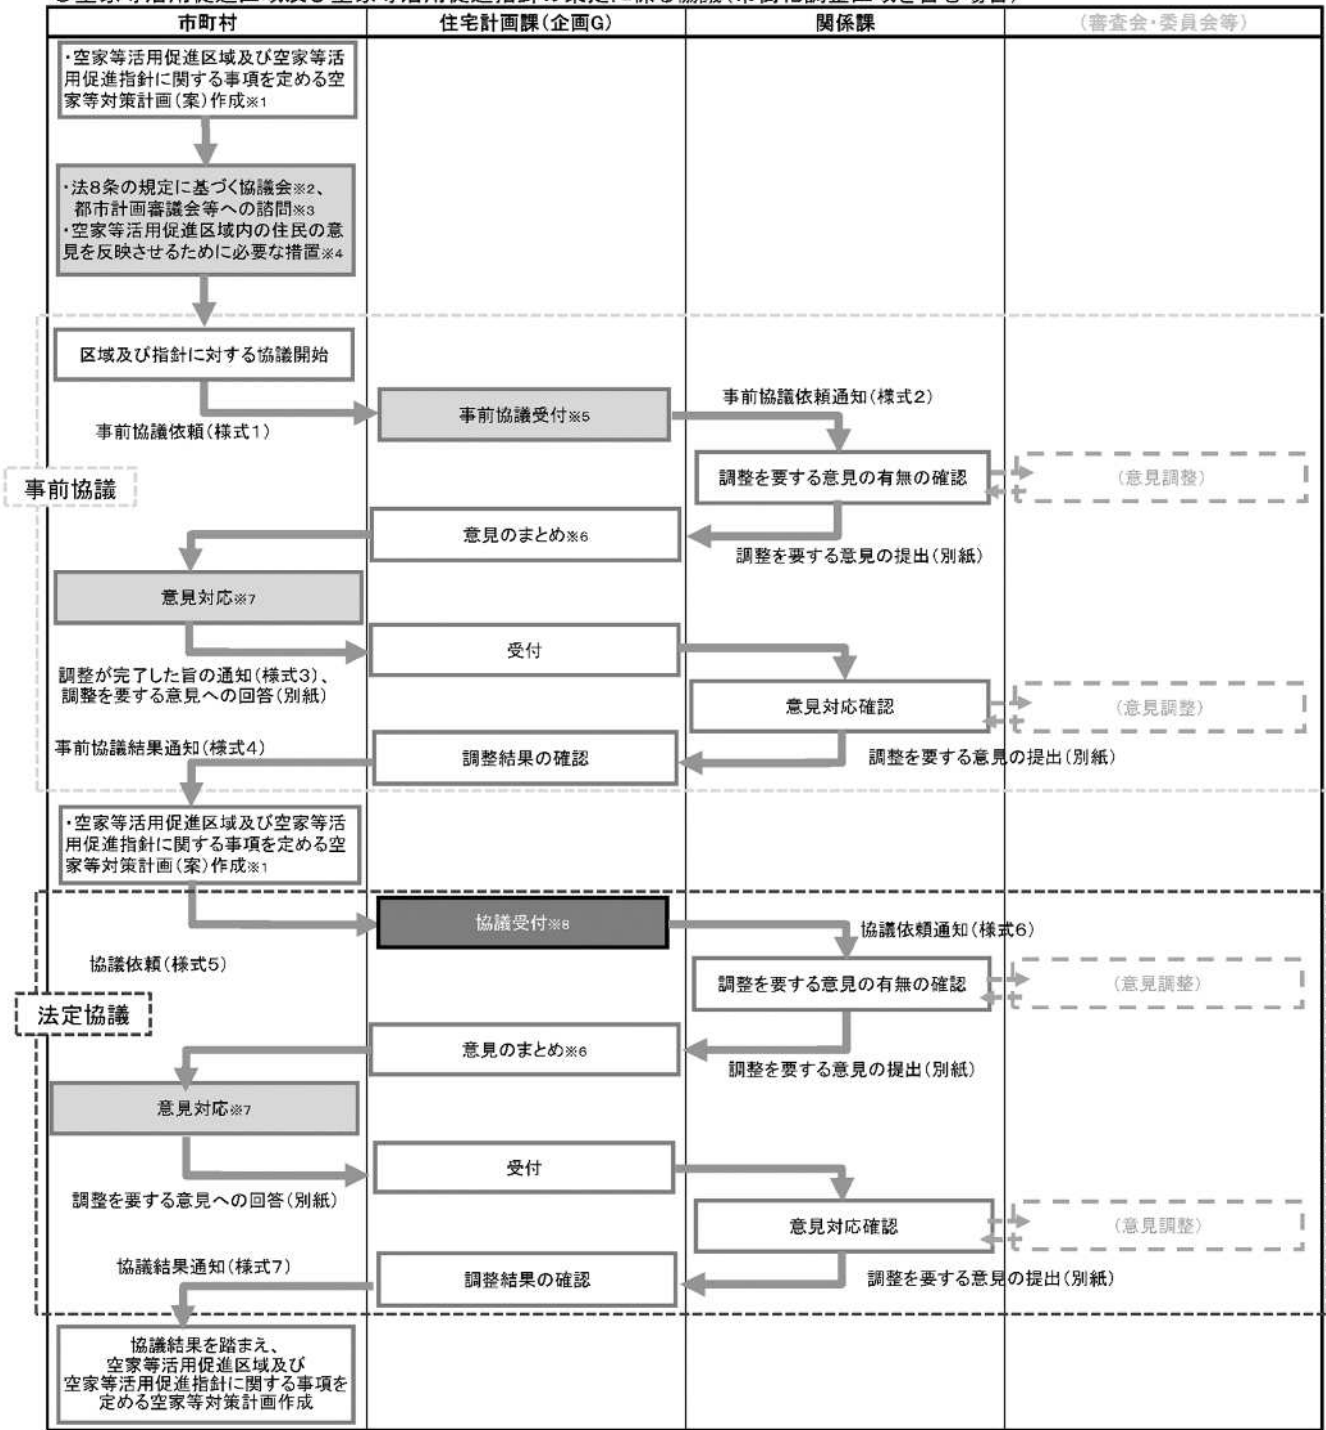 市町村
住宅計画課(企画G)
関係課
(審査会・委員会等)
・空家等活用促進区域及び空家等活
用促進指針に関する事項を定める空
家等対策計画(案)作成※1
・法8条の規定に基づく協議会※2、
都市計画審議会等への諮問※3
・空家等活用促進区域内の住民の意
見を反映させるために必要な措置※4
区域及び指針に対する協議開始
事前協議依頼(様式1)
事前協議受付※5
事前協議依頼通知(様式2)
調整を要する意見の有無の確認
(意見調整)
事前協議
意見のまとめ※6
調整を要する意見の提出(別紙)
意見対応※7
調整が完了した旨の通知(様式3)、
調整を要する意見への回答(別紙)
受付
意見対応確認
(意見調整)
事前協議結果通知(様式4)
調整結果の確認
調整を要する意見の提出(別紙)
・空家等活用促進区域及び空家等活
用促進指針に関する事項を定める空
家等対策計画(案)作成※1
協議受付※8
協議依頼通知(様式6)
協議依頼(様式5)
調整を要する意見の有無の確認
(意見調整)
法定協議
意見のまとめ※6
調整を要する意見の提出(別紙)
意見対応※7
受付
調整を要する意見への回答(別紙)
意見対応確認
(意見調整)
協議結果通知(様式7)
調整結果の確認
調整を要する意見の提出(別紙)
協議結果を踏まえ、
空家等活用促進区域及び
空家等活用促進指針に関する事項を
定める空家等対策計画作成